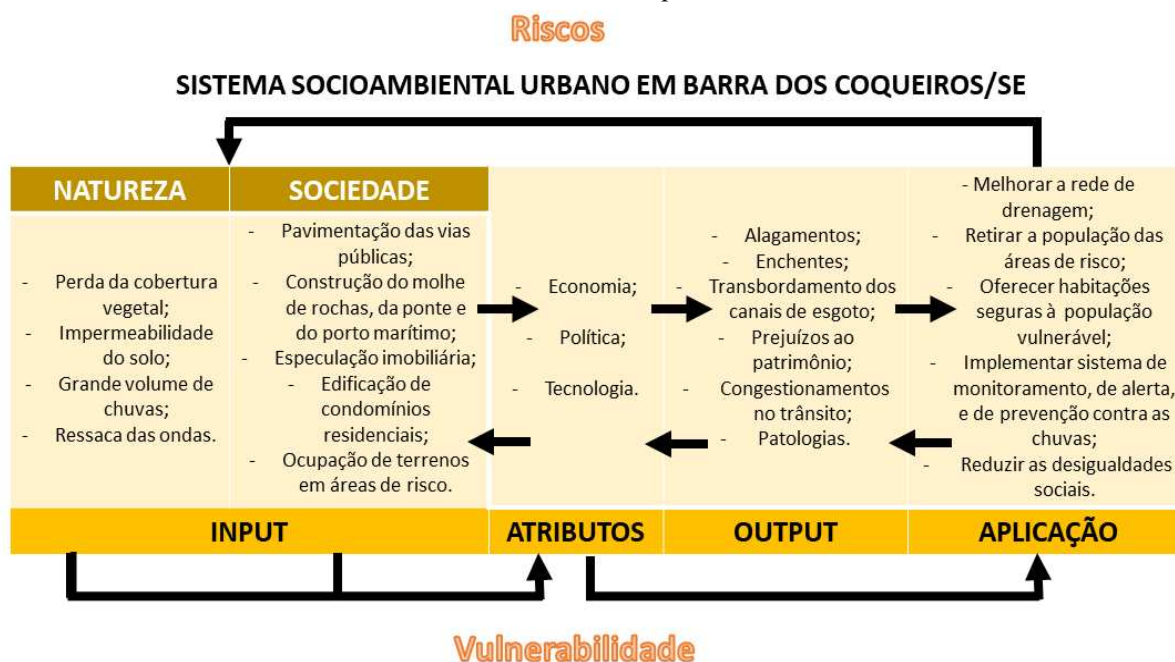 Riscos
SISTEMA SOCIOAMBIENTAL URBANO EM BARRA DOS COQUEIROS/SE
NATUREZA
- Perda da cobertura
vegetal;
- Impermeabilidade
do solo;
- Grande volume de
chuvas;
- Ressaca das ondas.
SOCIEDADE
- Pavimentação das vias
públicas;
- Construção do molhe
de rochas, da ponte e
do porto marítimo;
- Especulação imobiliária;
- Edificação de
condomínios
residenciais;
- Ocupação de terrenos
em áreas de risco.
INPUT
- Economia;
- Política;
- Tecnologia.
ATRIBUTOS
- Alagamentos;
- Enchentes;
- Transbordamento dos
canais de esgoto;
- Prejuízos ao
patrimônio;
- Congestionamentos
no trânsito;
- Patologias.
OUTPUT
- Melhorar a rede de
drenagem;
- Retirar a população das
áreas de risco;
- Oferecer habitações
seguras à população
vulnerável;
- Implementar sistema de
monitoramento, de alerta,
e de prevenção contra as
chuvas;
- Reduzir as desigualdades
sociais.
APLICAÇÃO
Vulnerabilidade